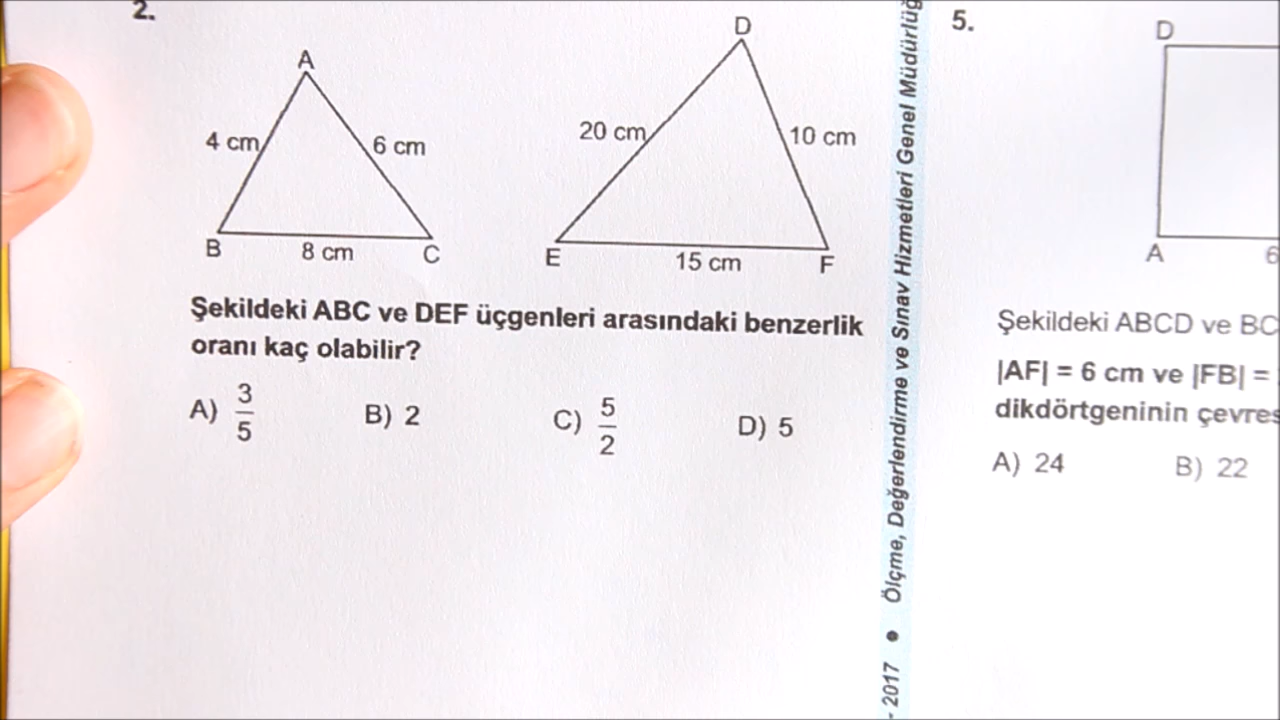 2.
A
4 cm
6 cm
B
8 cm
C
D
20 cm
10 cm
E
15 cm
F
Şekildeki ABC ve DEF üçgenleri arasındaki benzerlik
oranı kaç olabilir?
A) 3/5 B) 2 C) 5/2 D) 5
- 2017 ● Ölçme, Değerlendirme ve Sınav Hizmetleri Genel
5.
D
A
6
Şekildeki ABCD ve BC
|AF| = 6 cm ve |FB| =
dikdörtgeninin
A) 24 B) 22